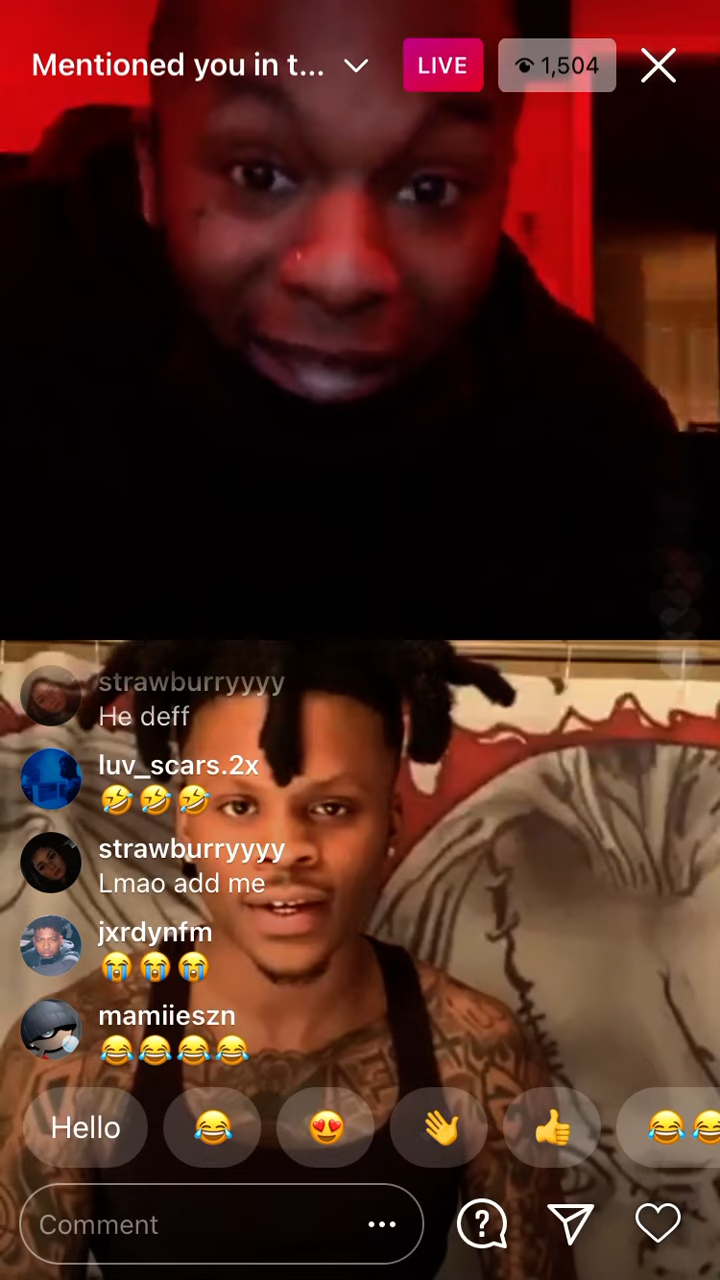 Mentioned you in t...
LIVE
1,504
strawburryyyy
He deff
luv_scars.2x
🤣🤣🤣
strawburryyyy
Lmao add me
jxrdynfm
😭😭😭
mamiieszn
😂😂😂😂
Hello 😂 😍 👋 👍 😂😂
Comment